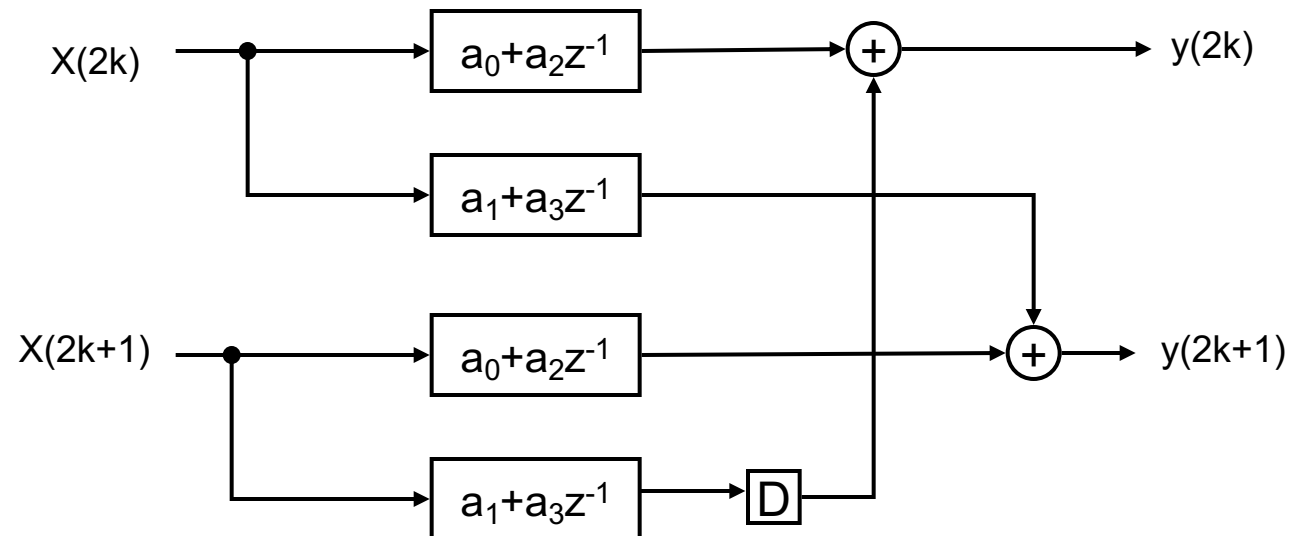 X(2k)
a₀+a₂z⁻¹
+
y(2k)
a₁+a₃z⁻¹
X(2k+1)
a₀+a₂z⁻¹
+
y(2k+1)
a₁+a₃z⁻¹
D